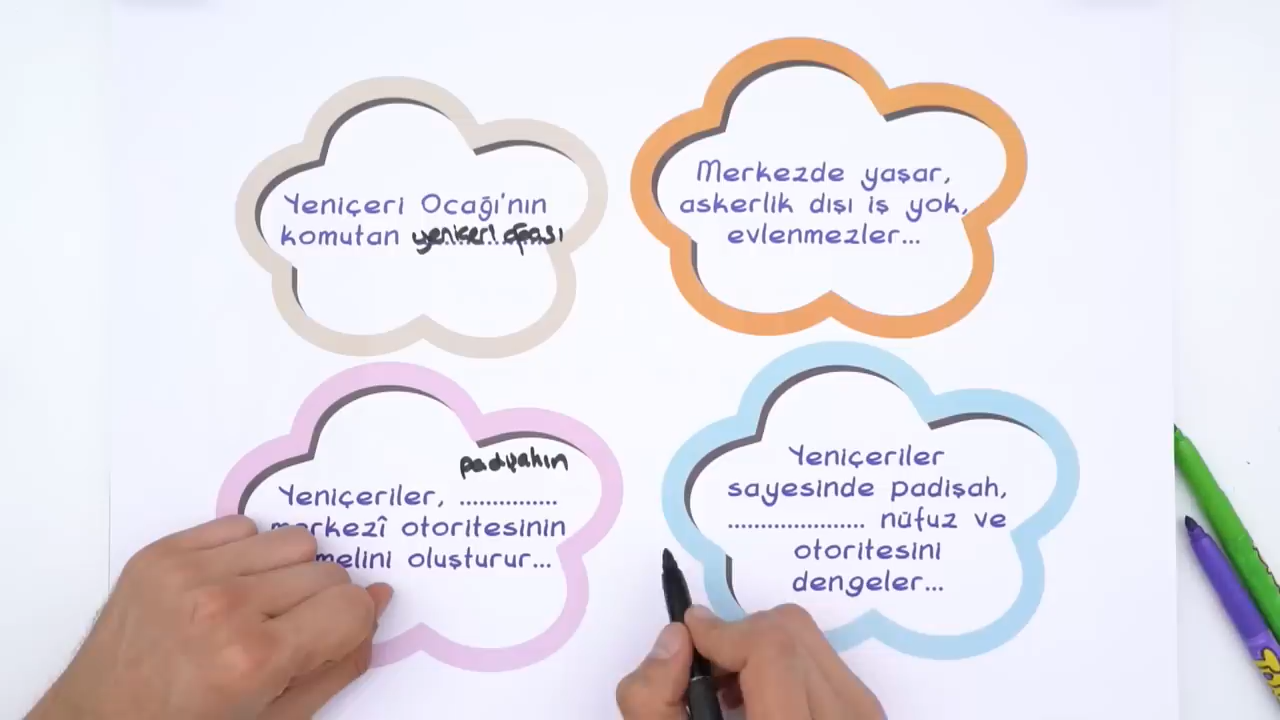 Yeniçeri Ocağı'nın
komutan yeniçeri ağası
Merkezde yaşar,
askerlik dışı iş yok,
evlenmezler...
padişahın
Yeniçeriler, ...............
merkezî otoritesinin
melini oluşturur...
Yeniçeriler
sayesinde padişah,
..................... nüfuz ve
otoritesini
dengeler...